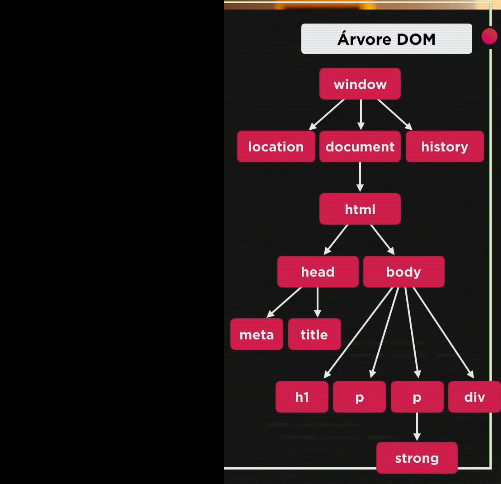 Árvore DOM
window
location document history
html
head body
meta title
h1 p p div
strong